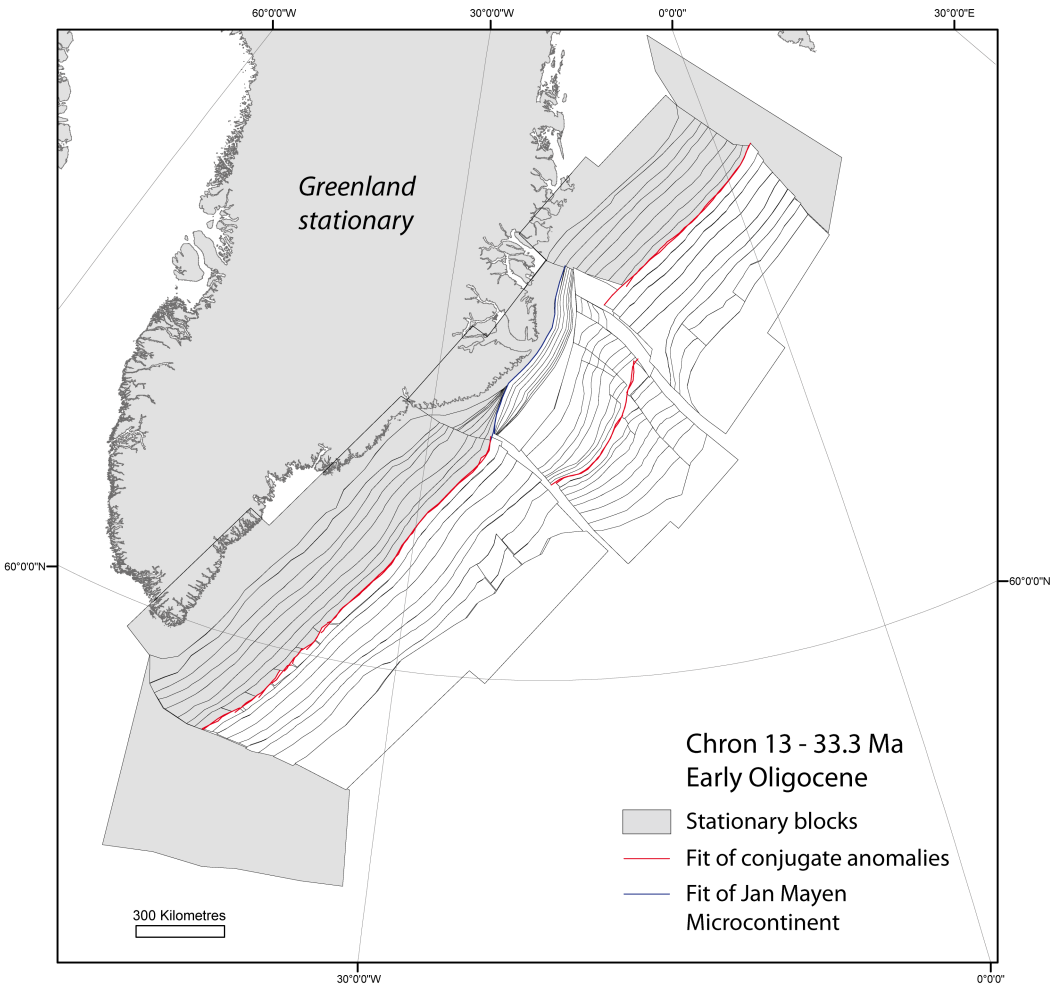 60°0'0"W
30°0'0"W
0°0'0"
30°0'0"E
Greenland
stationary
60°0'0"N
60°0'0"N
Chron 13 - 33.3 Ma
Early Oligocene
Stationary blocks
Fit of conjugate anomalies
Fit of Jan Mayen
Microcontinent
300 Kilometres
30°0'0"W
0°0'0"